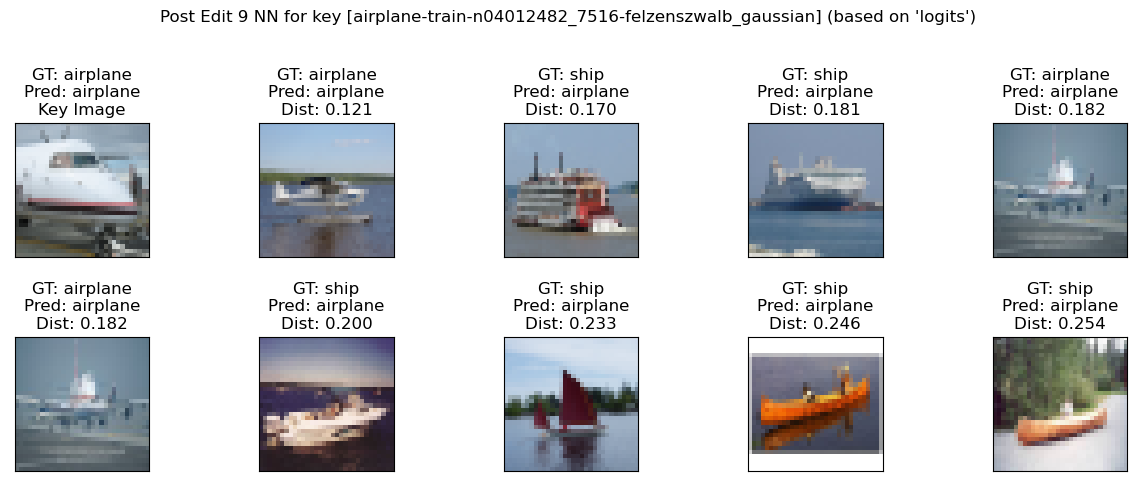 Post Edit 9 NN for key [airplane-train-n04012482_7516-felzenszwalb_gaussian] (based on 'logits')
GT: airplane
Pred: airplane
Key Image
GT: airplane
Pred: airplane
Dist: 0.121
GT: ship
Pred: airplane
Dist: 0.170
GT: ship
Pred: airplane
Dist: 0.181
GT: airplane
Pred: airplane
Dist: 0.182
GT: airplane
Pred: airplane
Dist: 0.182
GT: ship
Pred: airplane
Dist: 0.200
GT: ship
Pred: airplane
Dist: 0.233
GT: ship
Pred: airplane
Dist: 0.246
GT: ship
Pred: airplane
Dist: 0.254